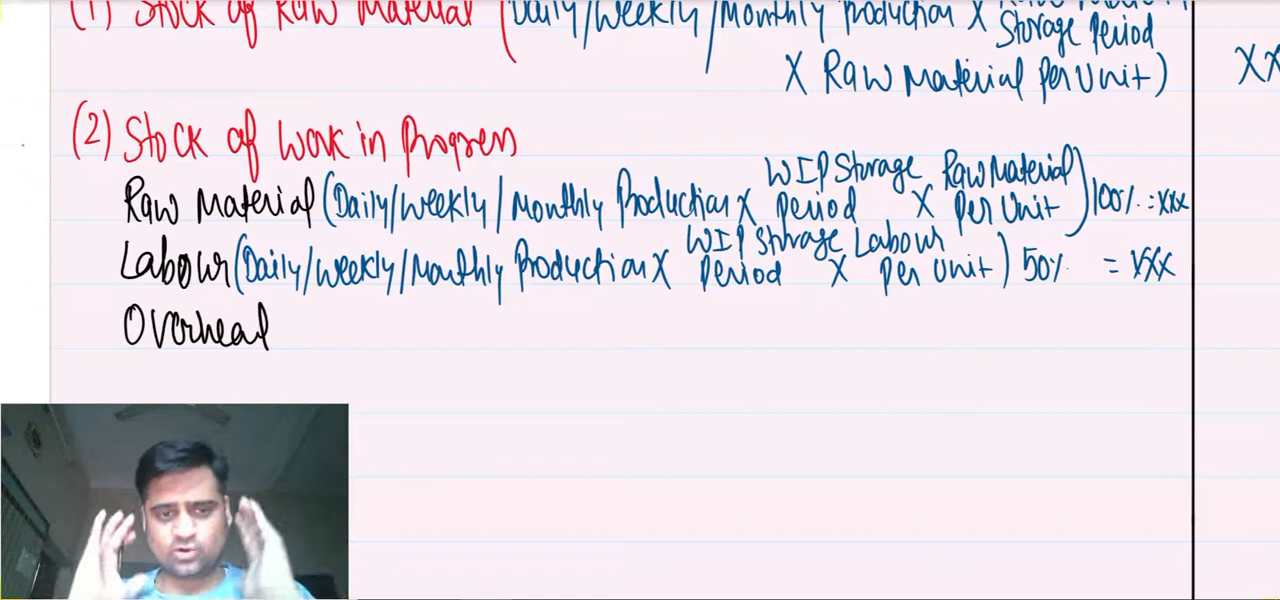 (1) Stock of Raw Material (Daily/Weekly/Monthly Production X
Storage Period
X Raw Material Per Unit) XX
(2) Stock of Work in Progress
Raw Material (Daily/Weekly/Monthly Production X WIP Storage Period X Raw Material Per Unit) 100% = XXX
Labour (Daily/Weekly/Monthly Production X WIP Storage Period X Labour Per Unit) 50% = XXX
Overhead